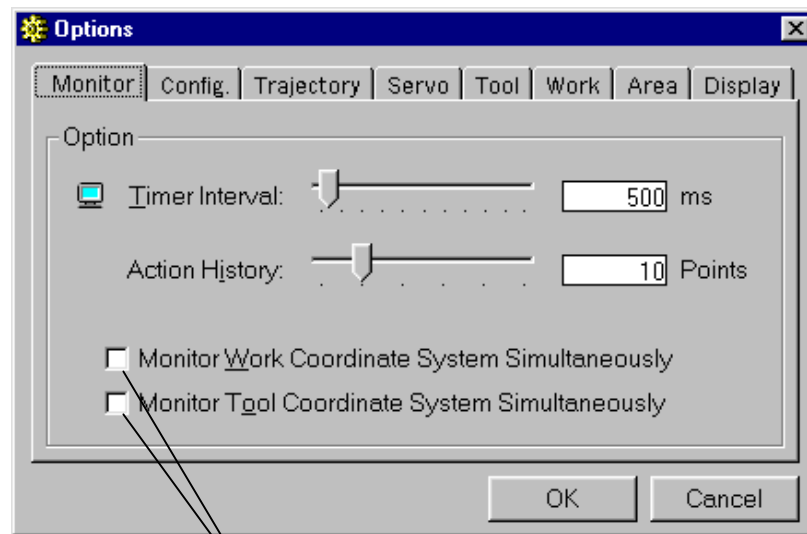 Options
Monitor Config. Trajectory Servo Tool Work Area Display
Option
Timer Interval: 500 ms
Action History: 10 Points
Monitor Work Coordinate System Simultaneously
Monitor Tool Coordinate System Simultaneously
OK Cancel